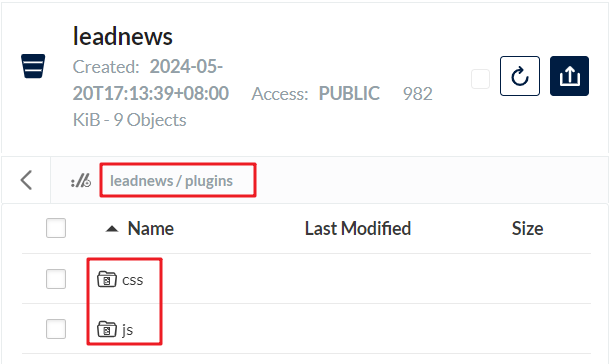 leadnews
Created: 2024-05-
20T17:13:39+08:00 Access: PUBLIC 982
KiB - 9 Objects
leadnews / plugins
Name Last Modified Size
css
js